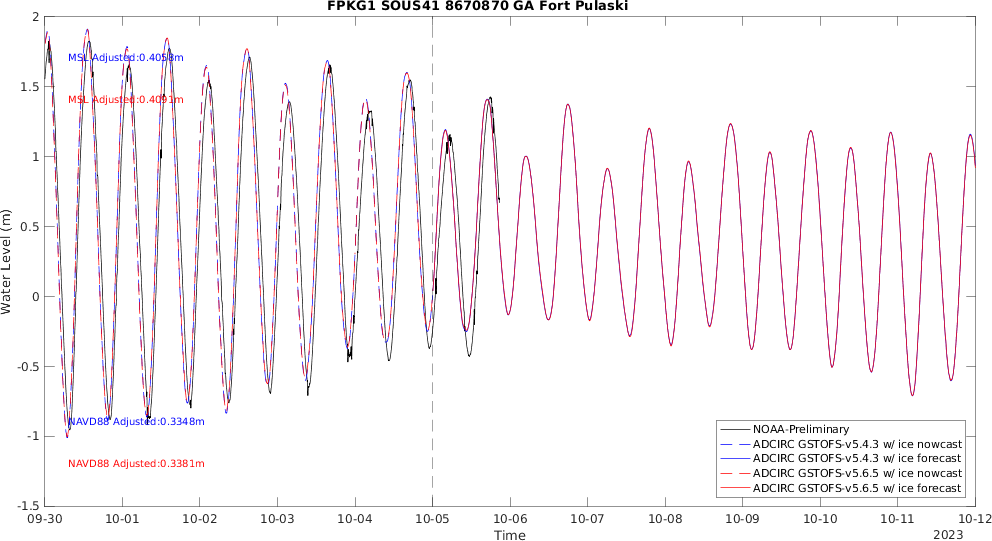 FPKG1 SOUS41 8670870 GA Fort Pulaski
2
1.5
1
0.5
0
-0.5
-1
-1.5
Water Level (m)
MSL Adjusted:0.4058m
MSL Adjusted:0.4091m
NAVD88 Adjusted:0.3348m
NAVD88 Adjusted:0.3381m
NOAA-Preliminary
ADCIRC GSTOFS-v5.4.3 w/ ice nowcast
ADCIRC GSTOFS-v5.4.3 w/ ice forecast
ADCIRC GSTOFS-v5.6.5 w/ ice nowcast
ADCIRC GSTOFS-v5.6.5 w/ ice forecast
09-30 10-01 10-02 10-03 10-04 10-05 10-06 10-07 10-08 10-09 10-10 10-11 10-12
Time
2023